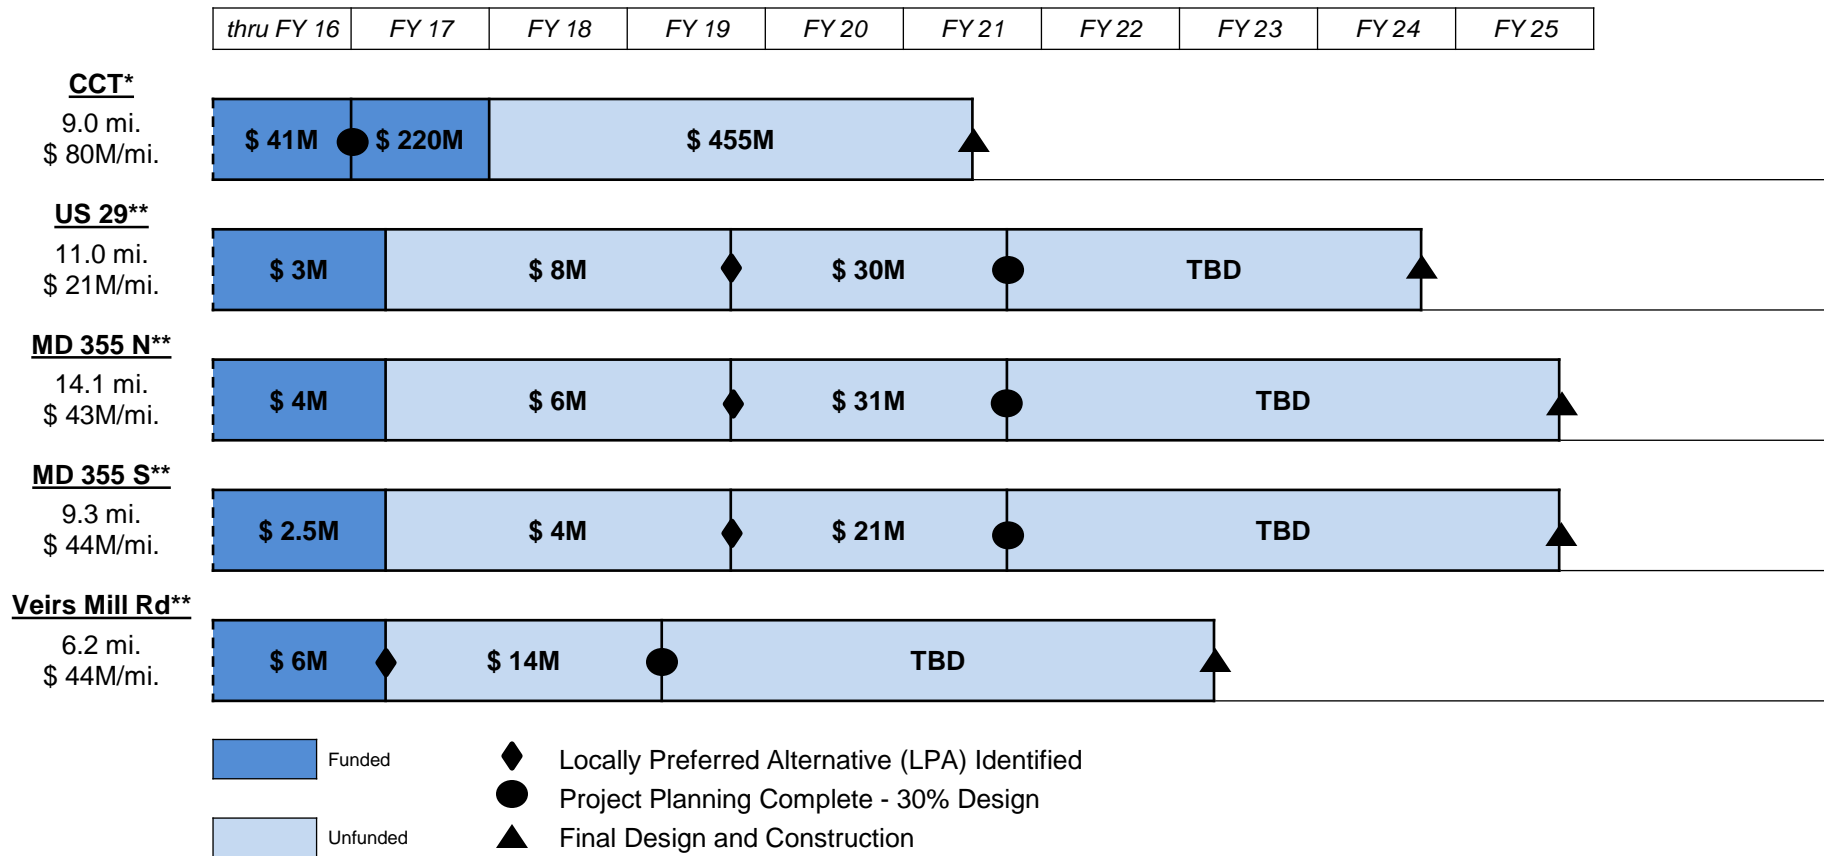 thru FY 16 FY 17 FY 18 FY 19 FY 20 FY 21 FY 22 FY 23 FY 24 FY 25
CCT*
9.0 mi.
$ 80M/mi.
$ 41M $ 220M $ 455M
US 29**
11.0 mi.
$ 21M/mi.
$ 3M $ 8M $ 30M TBD
MD 355 N**
14.1 mi.
$ 43M/mi.
$ 4M $ 6M $ 31M TBD
MD 355 S**
9.3 mi.
$ 44M/mi.
$ 2.5M $ 4M $ 21M TBD
Veirs Mill Rd**
6.2 mi.
$ 44M/mi.
$ 6M $ 14M TBD
Funded
Locally Preferred Alternative (LPA) Identified
Project Planning Complete - 30% Design
Unfunded
Final Design and Construction